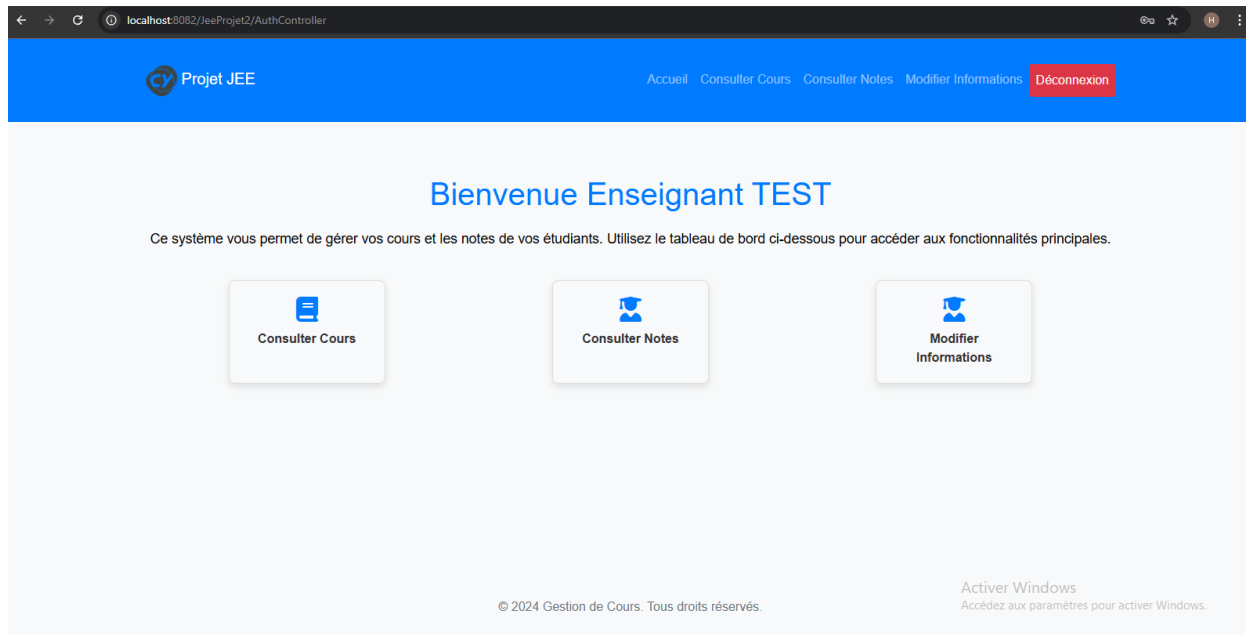 localhost:8082/JeeProjet2/AuthController
H
CY Projet JEE
Accueil Consulter Cours Consulter Notes Modifier Informations Déconnexion
Bienvenue Enseignant TEST
Ce système vous permet de gérer vos cours et les notes de vos étudiants. Utilisez le tableau de bord ci-dessous pour accéder aux fonctionnalités principales.
Consulter Cours
Consulter Notes
Modifier
Informations
Activer Windows
Accédez aux paramètres pour activer Windows.
© 2024 Gestion de Cours. Tous droits réservés.